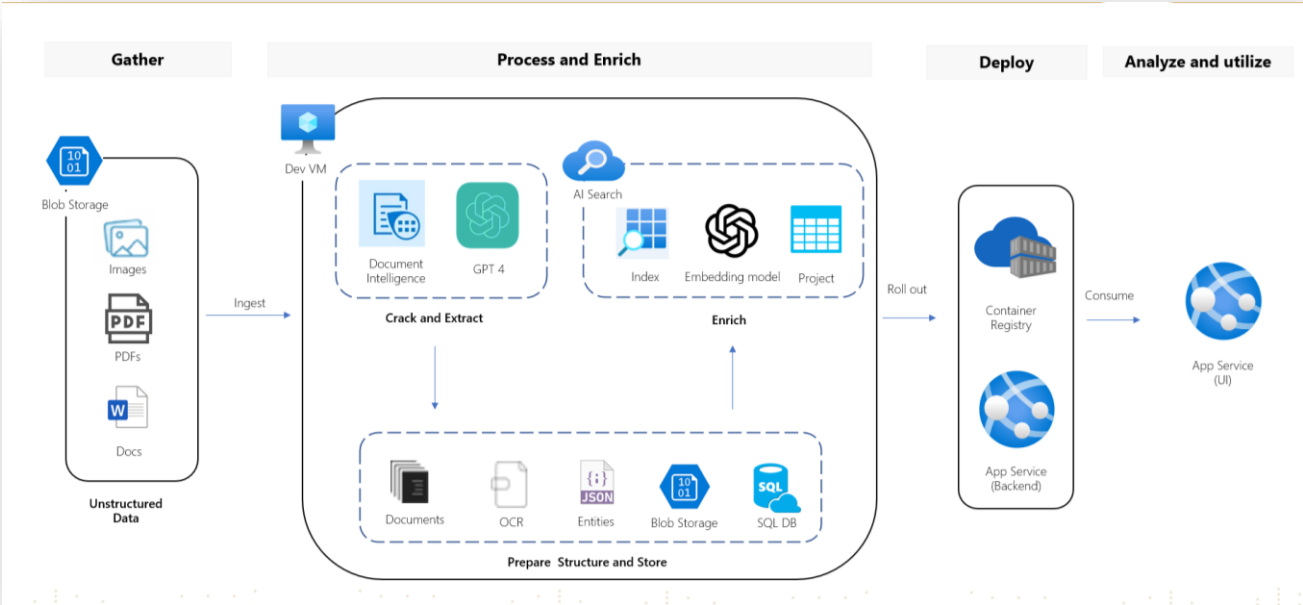 Gather
Process and Enrich
Deploy
Analyze and utilize
10
01
Blob Storage
Images
PDF
PDFs
W
Docs
Unstructured
Data
Ingest
Dev VM
Document
Intelligence
GPT 4
Crack and Extract
AI Search
Index
Embedding model
Project
Enrich
Documents
OCR
{;}
JSON
Entities
10
01
Blob Storage
SQL
SQL DB
Prepare Structure and Store
Roll out
Container
Registry
App Service
(Backend)
Consume
App Service
(UI)